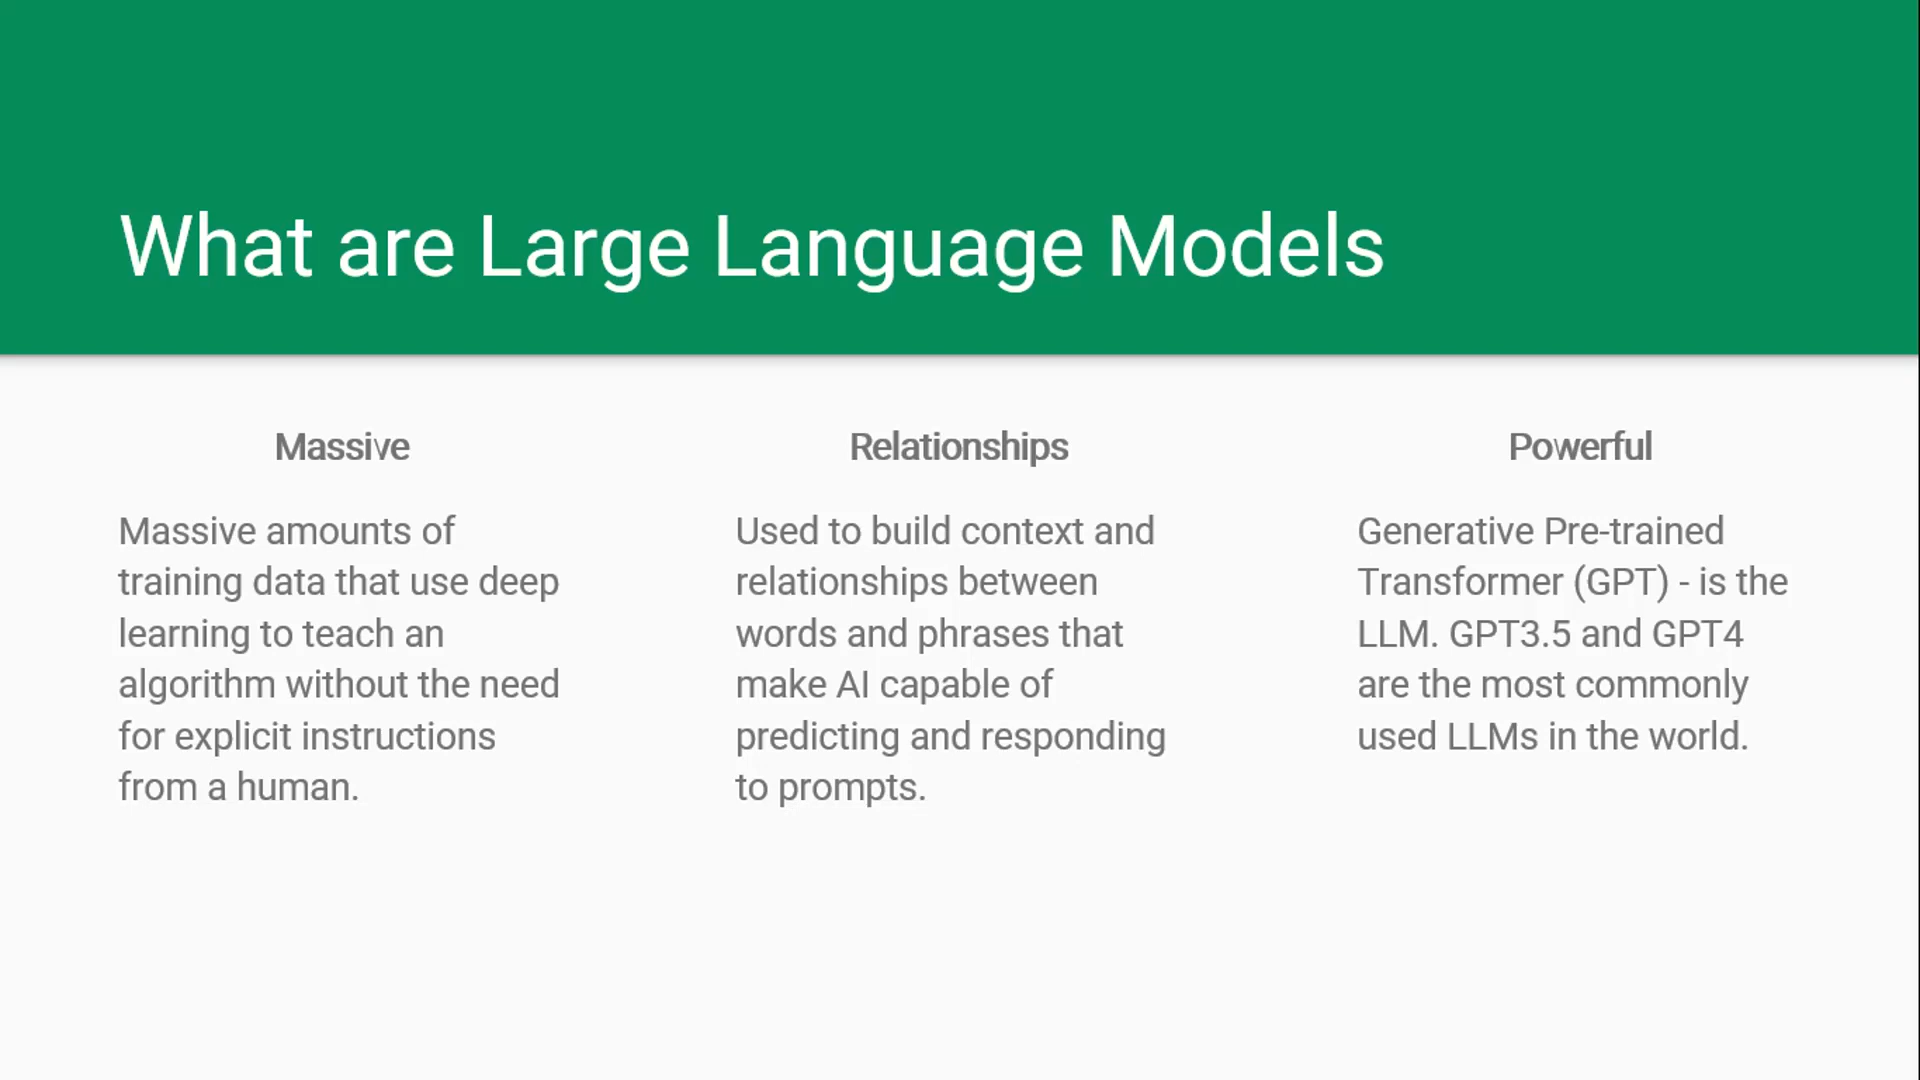 What are Large Language Models
Massive
Massive amounts of
training data that use deep
learning to teach an
algorithm without the need
for explicit instructions
from a human.
Relationships
Used to build context and
relationships between
words and phrases that
make AI capable of
predicting and responding
to prompts.
Powerful
Generative Pre-trained
Transformer (GPT) - is the
LLM. GPT3.5 and GPT4
are the most commonly
used LLMs in the world.